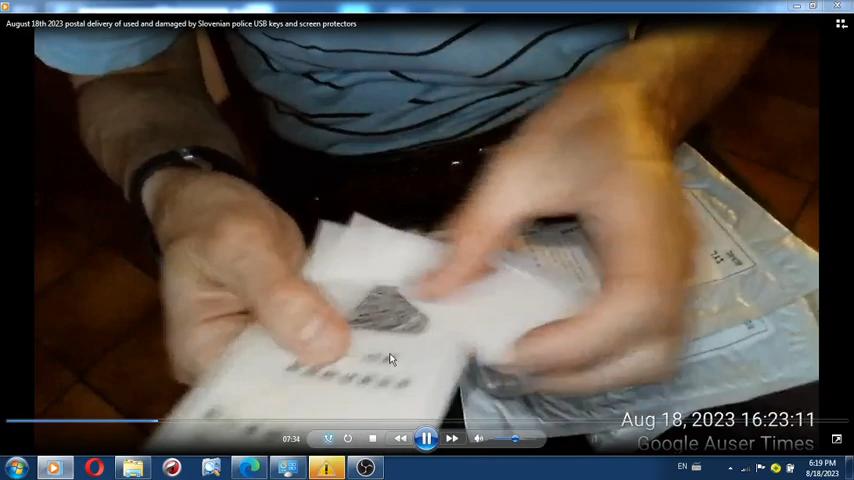 August 18th 2023 postal delivery of used and damaged by Slovenian police USB keys and screen protectors
Aug 18, 2023 16:23:11
Google Auser Times
07:34
EN
6:19 PM
8/18/2023